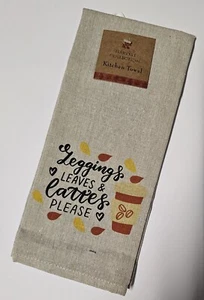 Kitchen Towel
Leggings
LEAVES &
lattes
PLEASE